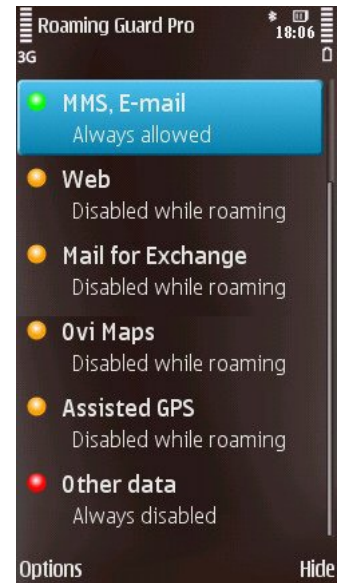 Roaming Guard Pro
18:06
3G
MMS, E-mail
Always allowed
Web
Disabled while roaming
Mail for Exchange
Disabled while roaming
Ovi Maps
Disabled while roaming
Assisted GPS
Disabled while roaming
Other data
Always disabled
Options Hide